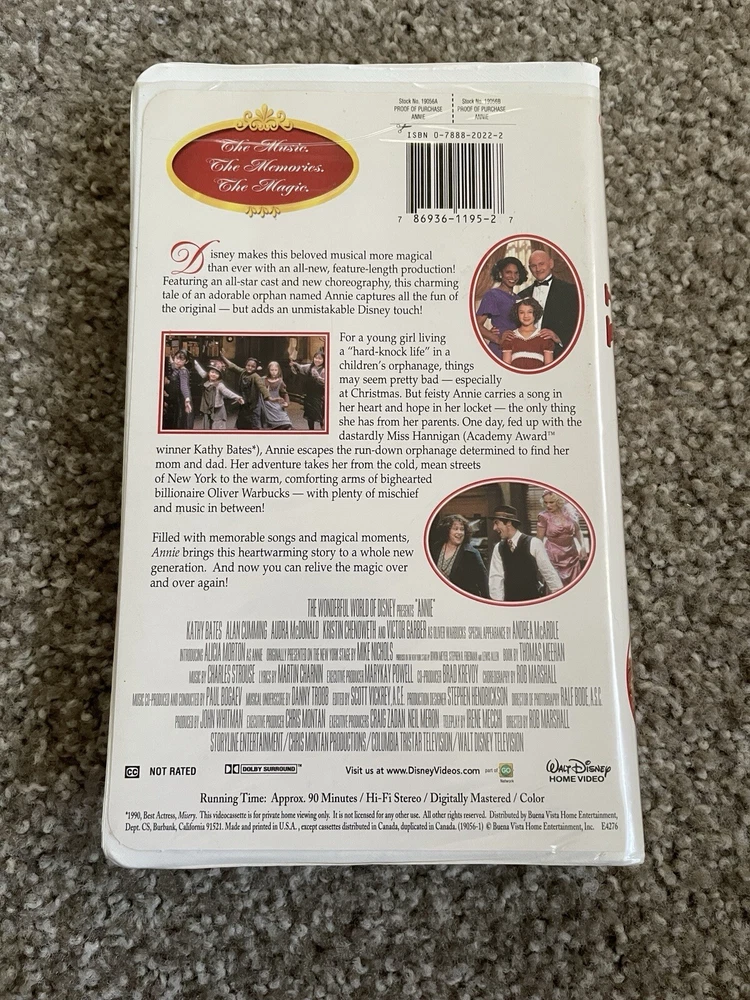 Stock No. 19056A
PROOF OF PURCHASE
ANNIE
Stock No. 19056B
PROOF OF PURCHASE
ANNIE
ISBN 0-7888-2022-2
7 86936-1195-2 7
The Music.
The Memories.
The Magic.
Disney makes this beloved musical more magical
than ever with an all-new, feature-length production!
Featuring an all-star cast and new choreography, this charming
tale of an adorable orphan named Annie captures all the fun of
the original — but adds an unmistakable Disney touch!
For a young girl living
a "hard-knock life" in a
children's orphanage, things
may seem pretty bad — especially
at Christmas. But feisty Annie carries a song in
her heart and hope in her locket — the only thing
she has from her parents. One day, fed up with the
dastardly Miss Hannigan (Academy Award™
winner Kathy Bates*), Annie escapes the run-down orphanage determined to find her
mom and dad. Her adventure takes her from the cold, mean streets
of New York to the warm, comforting arms of bighearted
billionaire Oliver Warbucks — with plenty of mischief
and music in between!
Filled with memorable songs and magical moments,
Annie brings this heartwarming story to a whole new
generation. And now you can relive the magic over
and over again!
THE WONDERFUL WORLD OF DISNEY PRESENTS "ANNIE"
KATHY BATES ALAN CUMMING AUDRA McDONALD KRISTIN CHENOWETH AND VICTOR GARBER AS OLIVER WARBUCKS SPECIAL APPEARANCE BY ANDREA McARDLE
INTRODUCING ALICIA MORTON AS ANNIE ORIGINALLY PRESENTED ON THE NEW YORK STAGE BY MIKE NICHOLS BOOK BY THOMAS MEEHAN
MUSIC BY CHARLES STROUSE LYRICS BY MARTIN CHARNIN EXECUTIVE PRODUCER MARYKAY POWELL CO-PRODUCER BRAD KREVOY CHOREOGRAPHY BY ROB MARSHALL
MUSIC CO-PRODUCED AND CONDUCTED BY PAUL BOGAEV MUSICAL UNDERSCORE BY DANNY TROOB EDITED BY SCOTT VICKREY, A.C.E. PRODUCTION DESIGNER STEPHEN HENDRICKSON DIRECTOR OF PHOTOGRAPHY RALF BODE, A.S.C.
PRODUCED BY JOHN WHITMAN EXECUTIVE PRODUCER CHRIS MONTAN EXECUTIVE PRODUCERS CRAIG ZADAN NEIL MERON TELEPLAY BY IRENE MECCHI DIRECTED BY ROB MARSHALL
STORYLINE ENTERTAINMENT/CHRIS MONTAN PRODUCTIONS/COLUMBIA TRISTAR TELEVISION/WALT DISNEY TELEVISION
CC NOT RATED DOLBY SURROUND™ Visit us at www.DisneyVideos.com part of GO Network WALT DISNEY
HOME VIDEO
Running Time: Approx. 90 Minutes / Hi-Fi Stereo / Digitally Mastered / Color
*1990, Best Actress, Misery. This videocassette is for private home viewing only. It is not licensed for any other use. All other rights reserved. Distributed by Buena Vista Home Entertainment,
Dept. CS, Burbank, California 91521. Made and printed in U.S.A., except cassettes distributed in Canada, duplicated in Canada. (19056-1) © Buena Vista Home Entertainment, Inc. E4276